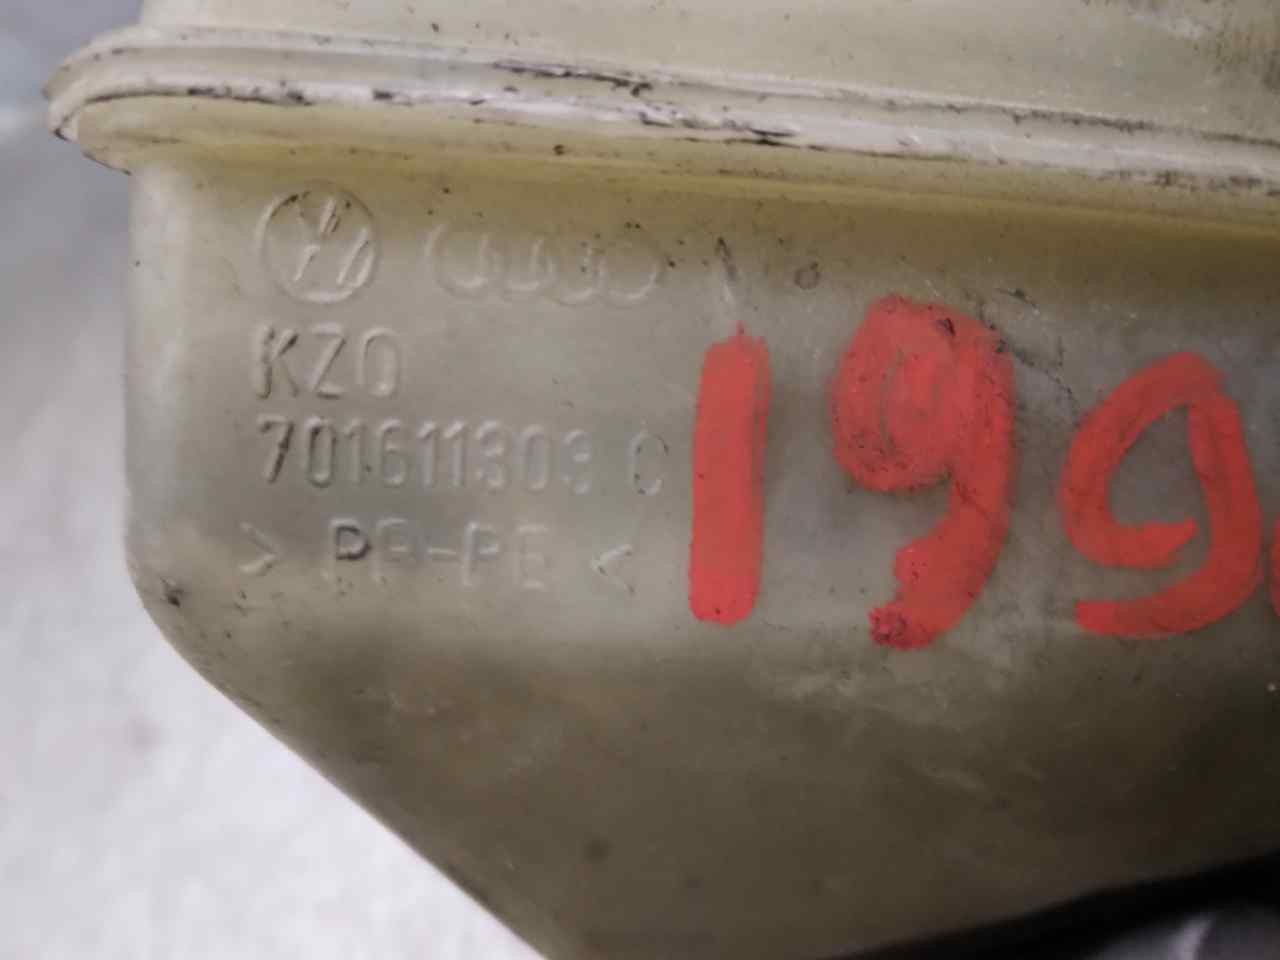 KZO
701611303 C
> PP-PE <
199